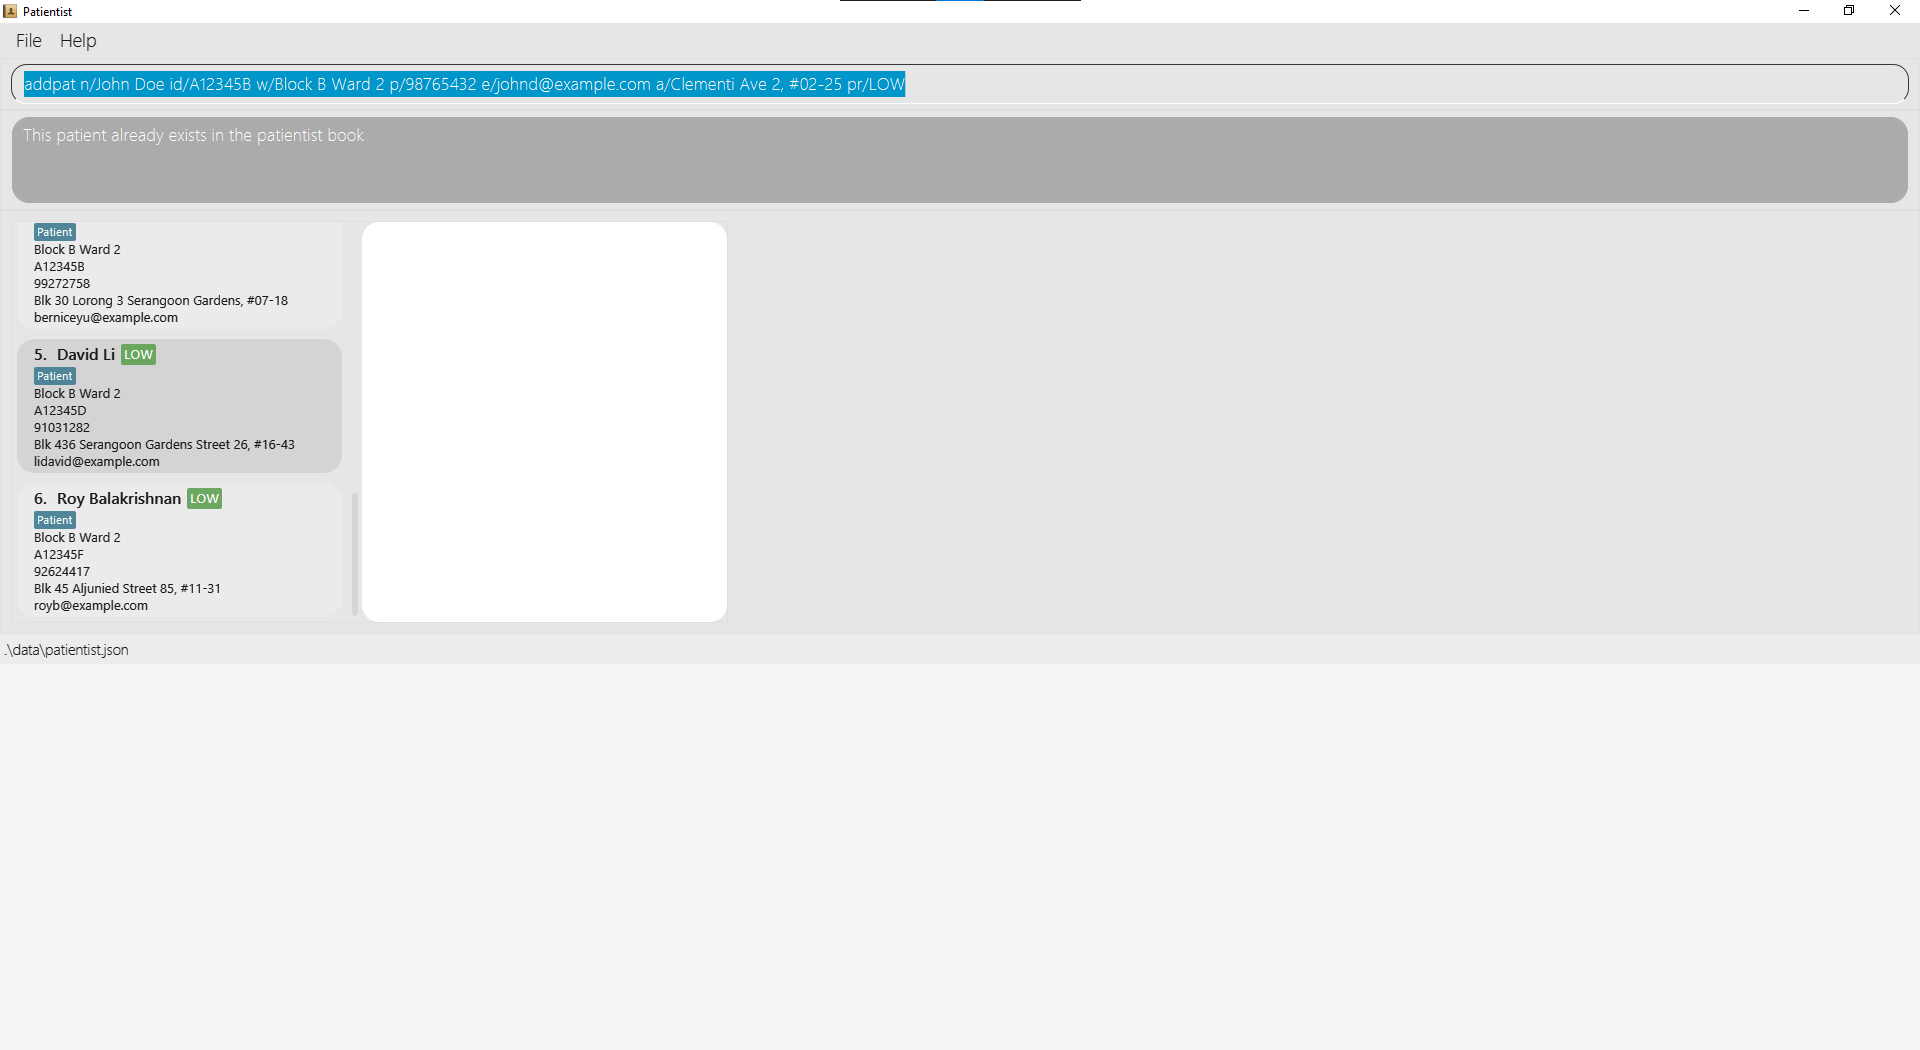 Patientist
File Help
addpat n/John Doe id/A12345B w/Block B Ward 2 p/98765432 e/johnd@example.com a/Clementi Ave 2, #02-25 pr/LOW
This patient already exists in the patientist book
Patient
Block B Ward 2
A12345B
99272758
Blk 30 Lorong 3 Serangoon Gardens, #07-18
berniceyu@example.com
5. David Li LOW
Patient
Block B Ward 2
A12345D
91031282
Blk 436 Serangoon Gardens Street 26, #16-43
lidavid@example.com
6. Roy Balakrishnan LOW
Patient
Block B Ward 2
A12345F
92624417
Blk 45 Aljunied Street 85, #11-31
royb@example.com
.\data\patientist.json